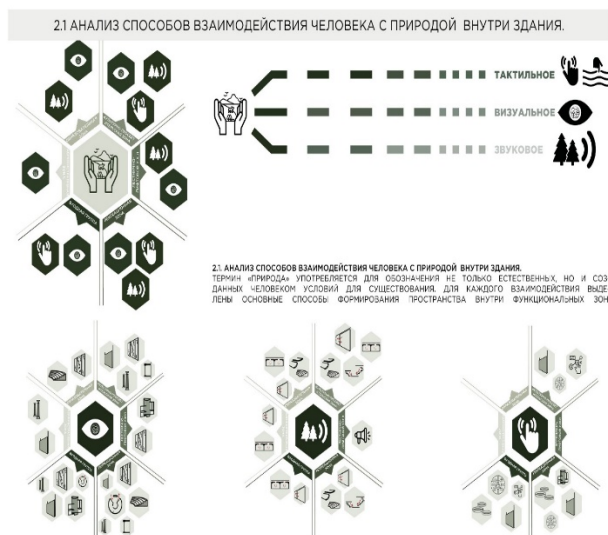 2.1 АНАЛИЗ СПОСОБОВ ВЗАИМОДЕЙСТВИЯ ЧЕЛОВЕКА С ПРИРОДОЙ ВНУТРИ ЗДАНИЯ.
ТАКТИЛЬНОЕ
ВИЗУАЛЬНОЕ
ЗВУКОВОЕ
2.1. АНАЛИЗ СПОСОБОВ ВЗАИМОДЕЙСТВИЯ ЧЕЛОВЕКА С ПРИРОДОЙ ВНУТРИ ЗДАНИЯ.
ТЕРМИН «ПРИРОДА» УПОТРЕБЛЯЕТСЯ ДЛЯ ОБОЗНАЧЕНИЯ НЕ ТОЛЬКО ЕСТЕСТВЕННЫХ, НО И СОЗ-
ДАННЫХ ЧЕЛОВЕКОМ УСЛОВИЙ ДЛЯ СУЩЕСТВОВАНИЯ. ДЛЯ КАЖДОГО ВЗАИМОДЕЙСТВИЯ ВЫДЕ-
ЛЕНЫ ОСНОВНЫЕ СПОСОБЫ ФОРМИРОВАНИЯ ПРОСТРАНСТВА ВНУТРИ ФУНКЦИОНАЛЬНЫХ ЗОН